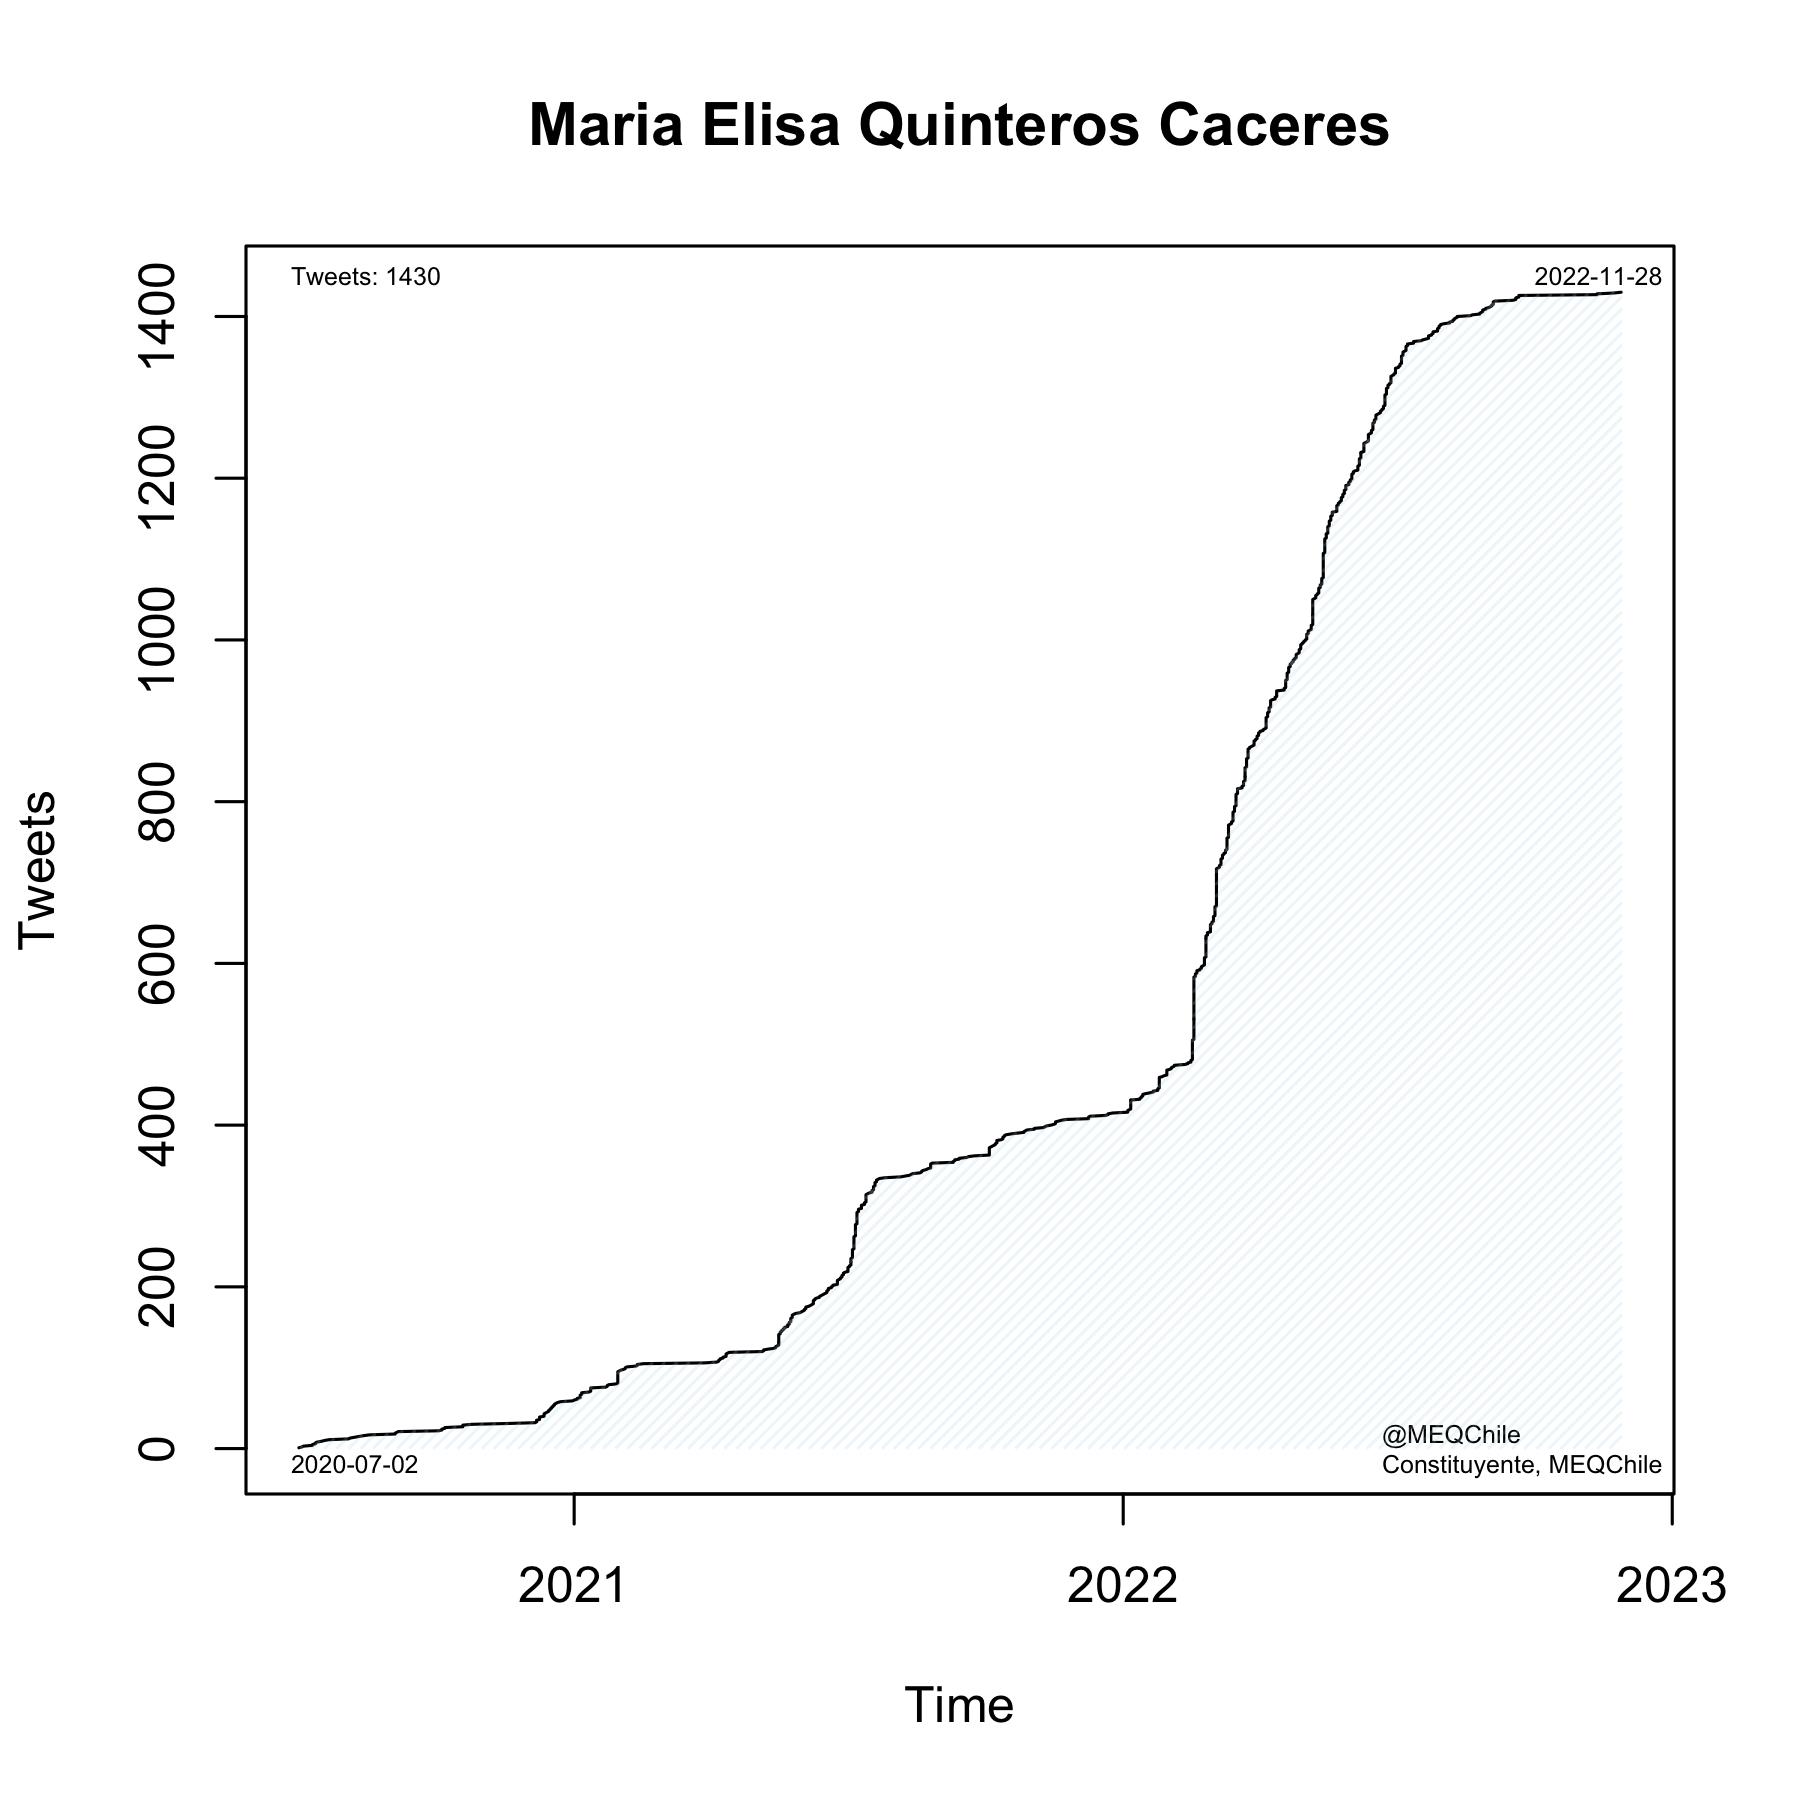 Maria Elisa Quinteros Caceres
Tweets: 1430
2022-11-28
1400
1200
1000
800
600
400
200
0
Tweets
@MEQChile
2020-07-02
Constituyente, MEQChile
2021
2022
2023
Time